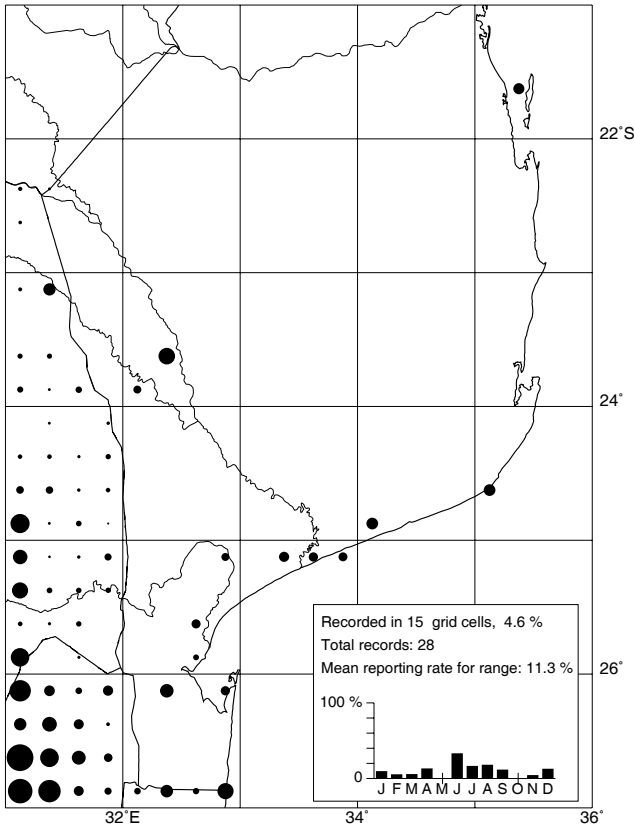 22°S
24°
26°
Recorded in 15 grid cells, 4.6 %
Total records: 28
Mean reporting rate for range: 11.3 %
100 %
0
J F M A M J J A S O N D
32°E
34°
36°